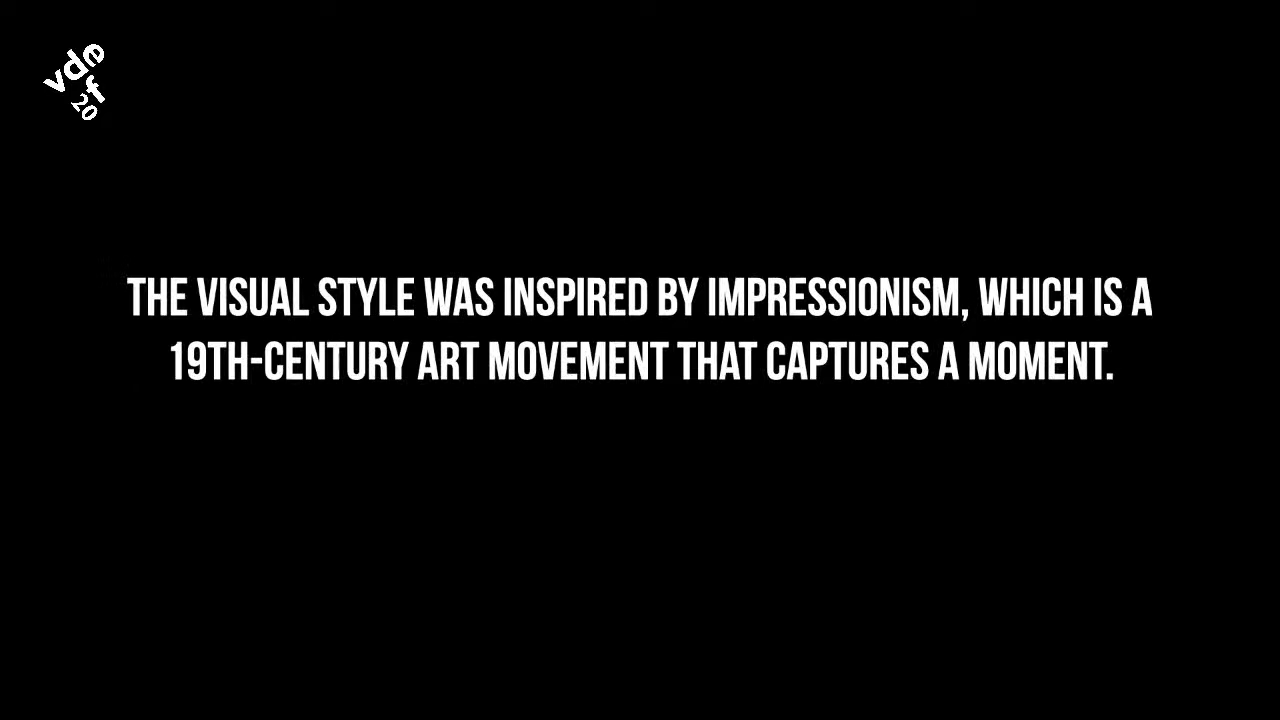 vdef
20
THE VISUAL STYLE WAS INSPIRED BY IMPRESSIONISM, WHICH IS A
19TH-CENTURY ART MOVEMENT THAT CAPTURES A MOMENT.